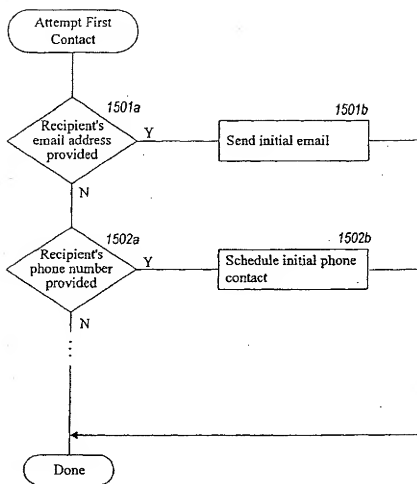 Attempt First
Contact
1501a
Recipient's
email address
provided
Y
1501b
Send initial email
N
1502a
Recipient's
phone number
provided
Y
1502b
Schedule initial phone
contact
N
Done